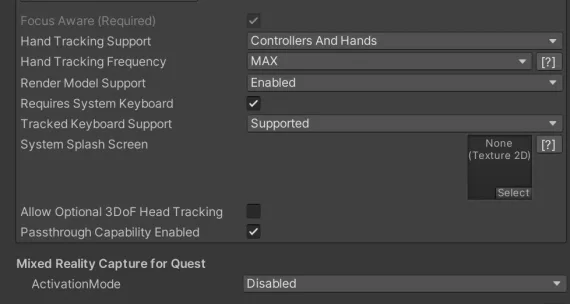 Focus Aware (Required)
Hand Tracking Support Controllers And Hands
Hand Tracking Frequency MAX [?]
Render Model Support Enabled
Requires System Keyboard
Tracked Keyboard Support Supported
System Splash Screen None [?]
(Texture 2D)
Select
Allow Optional 3DoF Head Tracking
Passthrough Capability Enabled
Mixed Reality Capture for Quest
ActivationMode Disabled